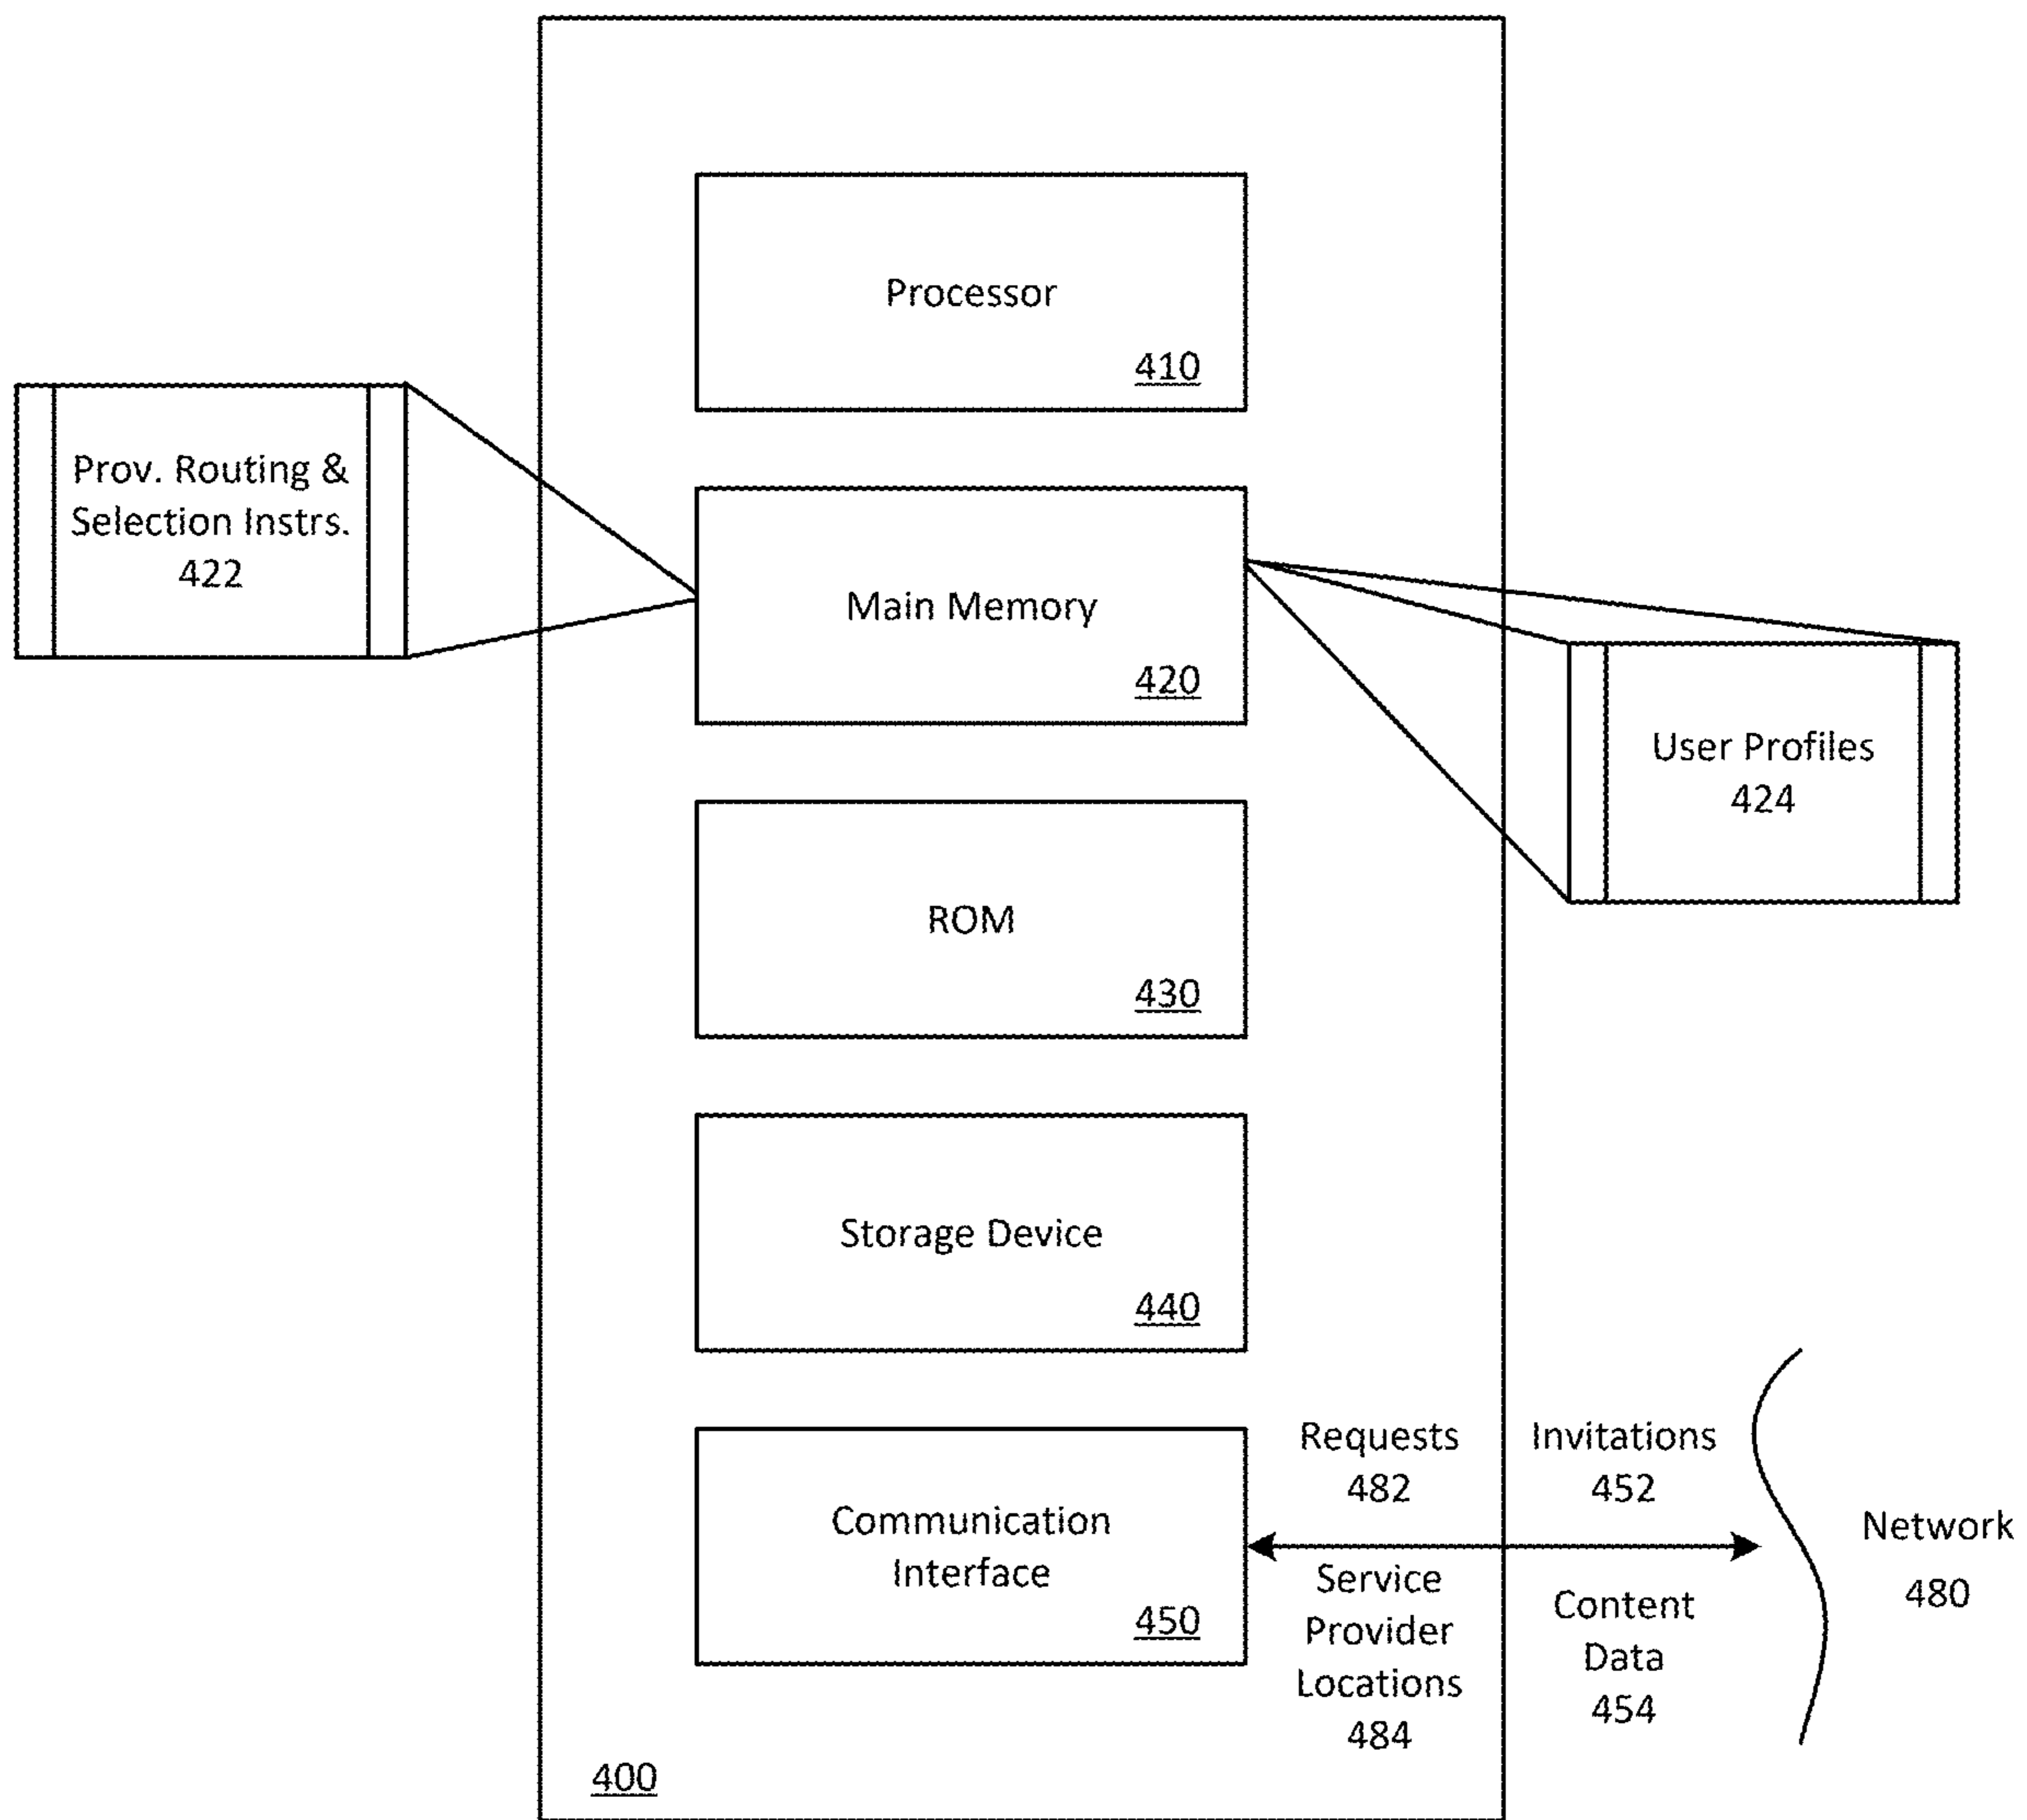 Processor
410
Prov. Routing &
Selection Instrs.
422
Main Memory
420
User Profiles
424
ROM
430
Storage Device
440
Communication
Interface
450
Requests
482
Invitations
452
Service
Provider
Locations
484
Content
Data
454
Network
480
400